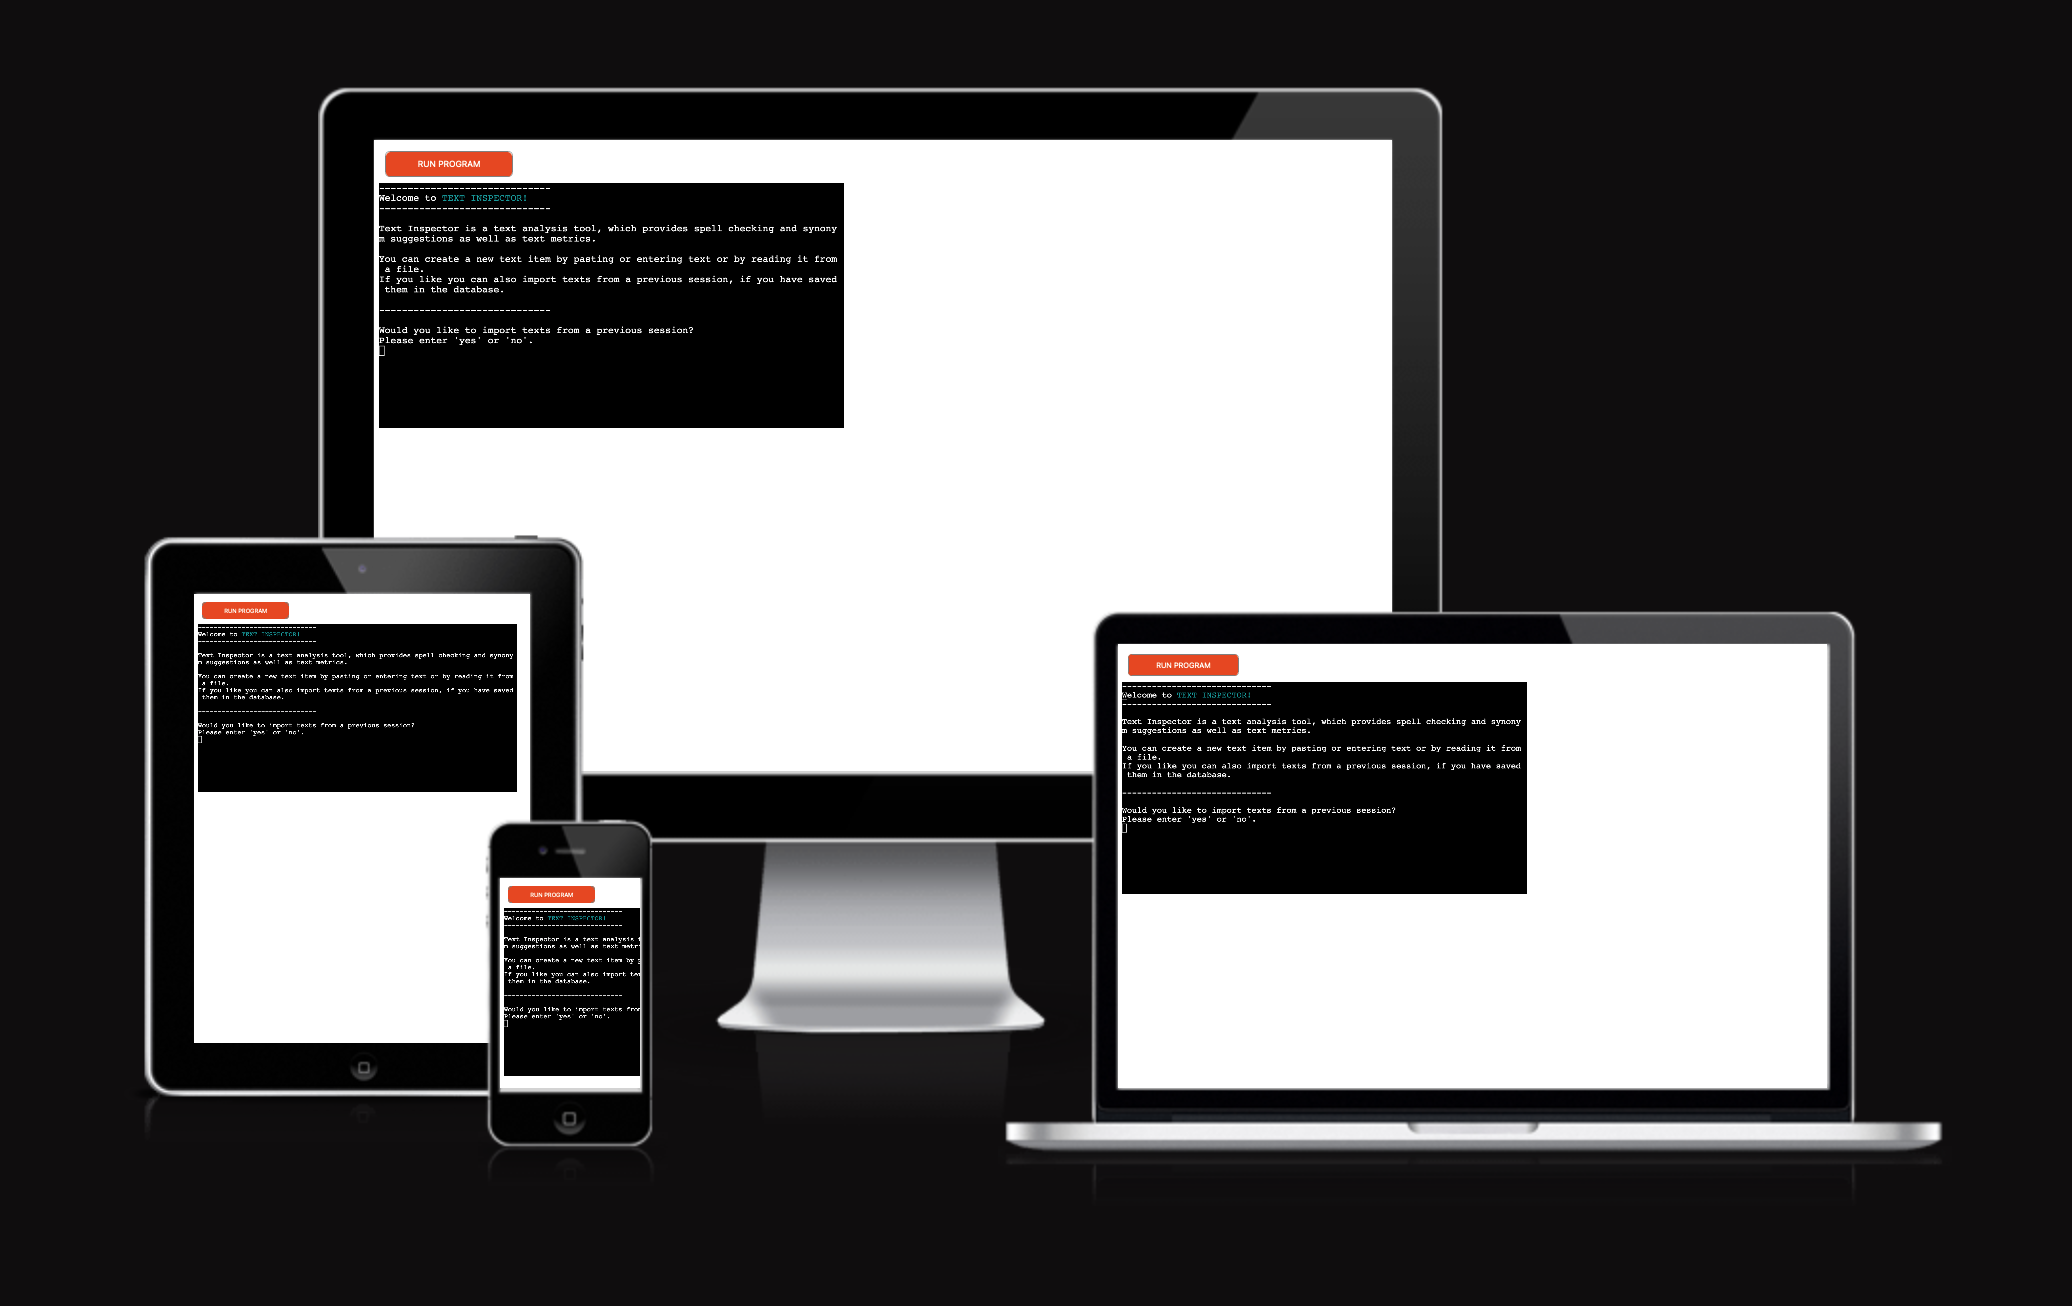 RUN PROGRAM
------------------------------
Welcome to TEXT INSPECTOR!
------------------------------
Text Inspector is a text analysis tool, which provides spell checking and synony
m suggestions as well as text metrics.
You can create a new text item by pasting or entering text or by reading it from
 a file.
If you like you can also import texts from a previous session, if you have saved
 them in the database.
------------------------------
Would you like to import texts from a previous session?
Please enter 'yes' or 'no'.
RUN PROGRAM
------------------------------
Welcome to TEXT INSPECTOR!
------------------------------
Text Inspector is a text analysis tool, which provides spell checking and synony
m suggestions as well as text metrics.
You can create a new text item by pasting or entering text or by reading it from
 a file.
If you like you can also import texts from a previous session, if you have saved
 them in the database.
------------------------------
Would you like to import texts from a previous session?
Please enter 'yes' or 'no'.
RUN PROGRAM
------------------------------
Welcome to TEXT INSPECTOR!
------------------------------
Text Inspector is a text analysis
m suggestions as well as text metri
You can create a new text item by
 a file.
If you like you can also import te
 them in the database.
------------------------------
Would you like to import texts from
Please enter 'yes' or 'no'.
RUN PROGRAM
------------------------------
Welcome to TEXT INSPECTOR!
------------------------------
Text Inspector is a text analysis tool, which provides spell checking and synony
m suggestions as well as text metrics.
You can create a new text item by pasting or entering text or by reading it from
 a file.
If you like you can also import texts from a previous session, if you have saved
 them in the database.
------------------------------
Would you like to import texts from a previous session?
Please enter 'yes' or 'no'.